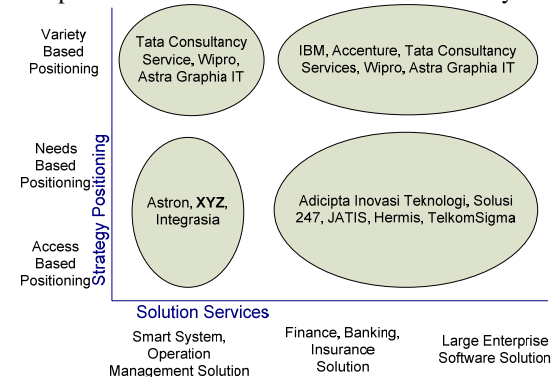 Variety
Based
Positioning
Tata Consultancy
Service, Wipro,
Astra Graphia IT
IBM, Accenture, Tata Consultancy
Services, Wipro, Astra Graphia IT
Needs
Based
Positioning
Access
Based
Positioning
Strategy Positioning
Astron, XYZ,
Integrasia
Adicipta Inovasi Teknologi, Solusi
247, JATIS, Hermis, TelkomSigma
Solution Services
Smart System,
Operation
Management Solution
Finance, Banking,
Insurance
Solution
Large Enterprise
Software Solution